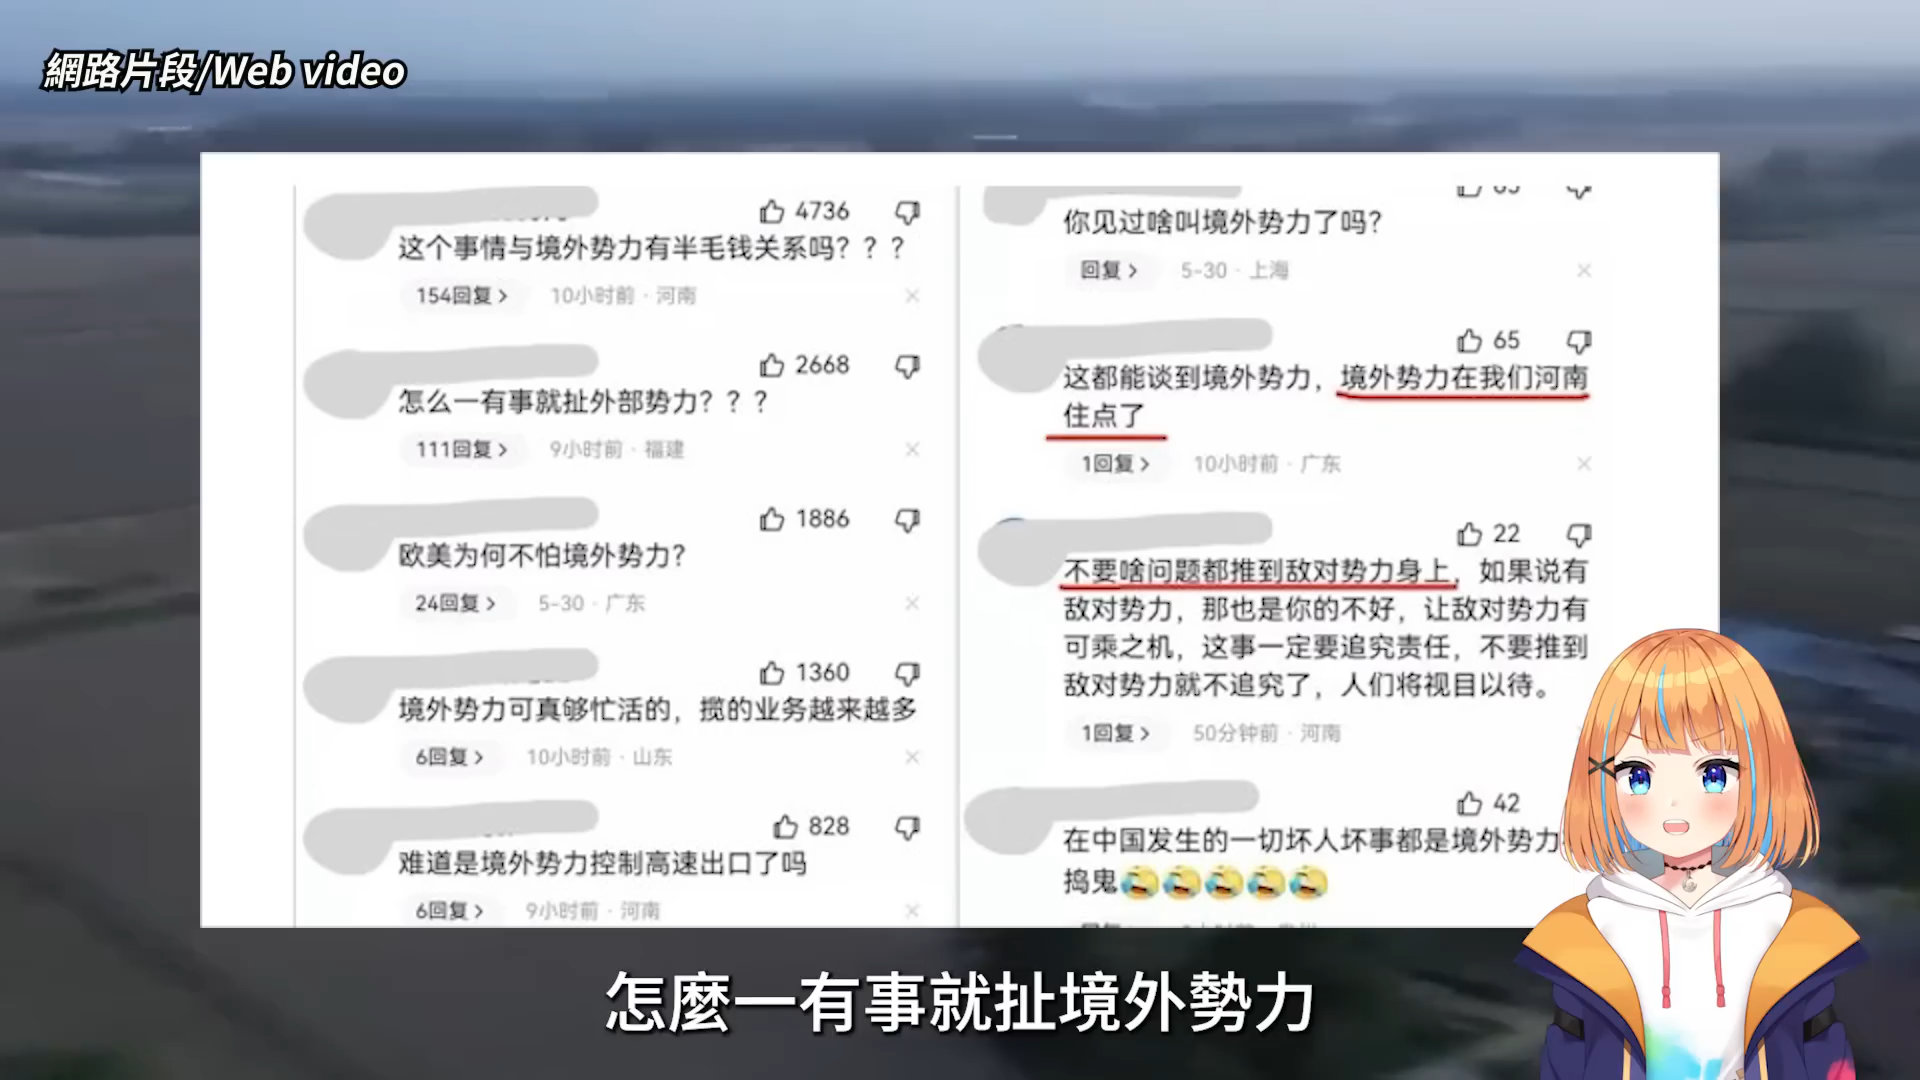 網路片段/Web video
4736
这个事情与境外势力有半毛钱关系吗？？？
154回复 >
10小时前 · 河南
2668
怎么一有事就扯外部势力？？？
111回复 >
9小时前 · 福建
1886
欧美为何不怕境外势力？
24回复 >
5-30 · 广东
1360
境外势力可真够忙活的，揽的业务越来越多
6回复 >
10小时前 · 山东
828
难道是境外势力控制高速出口了吗
6回复 >
9小时前 · 河南
你见过啥叫境外势力了吗？
回复 >
5-30 · 上海
65
这都能谈到境外势力，境外势力在我们河南
住点了
1回复 >
10小时前 · 广东
22
不要啥问题都推到敌对势力身上，如果说有
敌对势力，那也是你的不好，让敌对势力有
可乘之机，这事一定要追究责任，不要推到
敌对势力就不追究了，人们将视目以待。
1回复 >
50分钟前 · 河南
42
在中国发生的一切坏人坏事都是境外势力
捣鬼😂😂😂😂😂
怎麼一有事就扯境外勢力